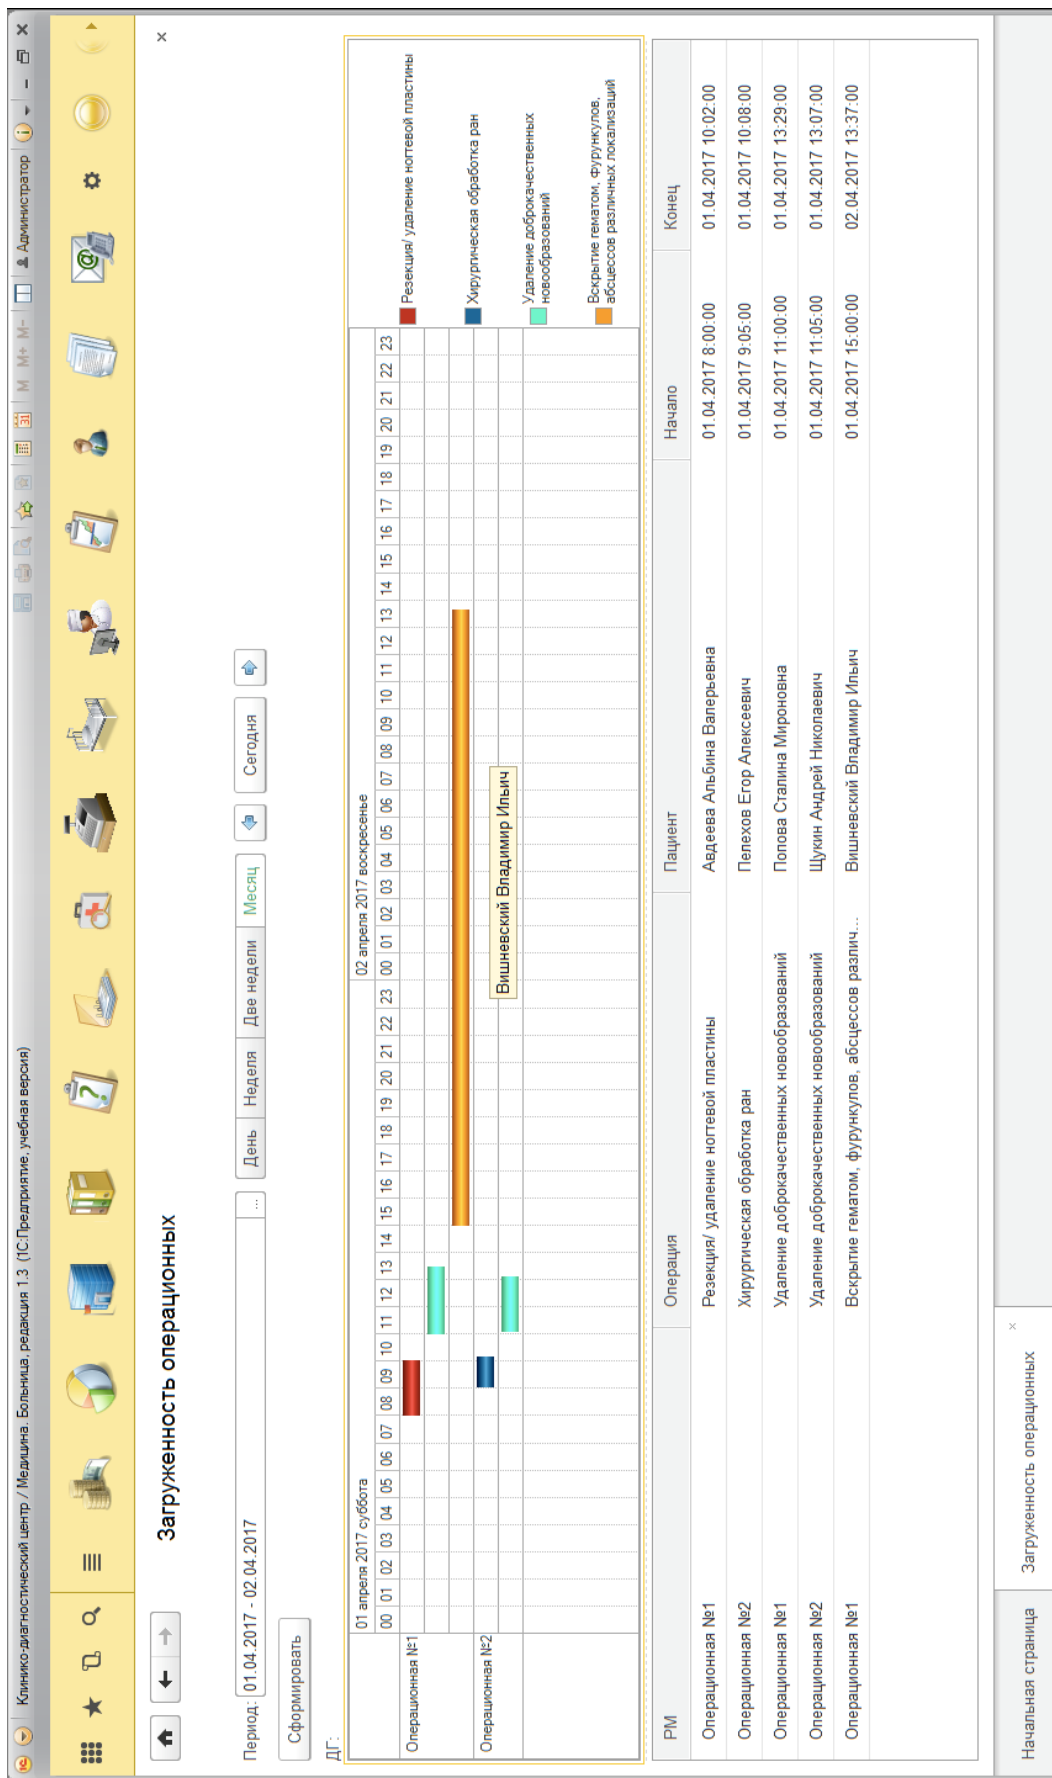 Клинико-диагностический центр / Медицина. Больница, редакция 1.3 (1С:Предприятие, учебная версия)
31 M M+ M- Администратор
Загруженность операционных
Период: 01.04.2017 - 02.04.2017 ... День Неделя Две недели Месяц Сегодня
Сформировать
ДГ:
01 апреля 2017 суббота 02 апреля 2017 воскресенье
00 01 02 03 04 05 06 07 08 09 10 11 12 13 14 15 16 17 18 19 20 21 22 23 00 01 02 03 04 05 06 07 08 09 10 11 12 13 14 15 16 17 18 19 20 21 22 23
Операционная №1
Операционная №2
Вишневский Владимир Ильич
Резекция/ удаление ногтевой пластины
Хирургическая обработка ран
Удаление доброкачественных
новообразований
Вскрытие гематом, фурункулов,
абсцессов различных локализаций
РМ Операция Пациент Начало Конец
Операционная №1 Резекция/ удаление ногтевой пластины Авдеева Альбина Валерьевна 01.04.2017 8:00:00 01.04.2017 10:02:00
Операционная №2 Хирургическая обработка ран Пелехов Егор Алексеевич 01.04.2017 9:05:00 01.04.2017 10:08:00
Операционная №1 Удаление доброкачественных новообразований Попова Сталина Мироновна 01.04.2017 11:00:00 01.04.2017 13:29:00
Операционная №2 Удаление доброкачественных новообразований Щукин Андрей Николаевич 01.04.2017 11:05:00 01.04.2017 13:07:00
Операционная №1 Вскрытие гематом, фурункулов, абсцессов различ... Вишневский Владимир Ильич 01.04.2017 15:00:00 02.04.2017 13:37:00
Начальная страница Загруженность операционных